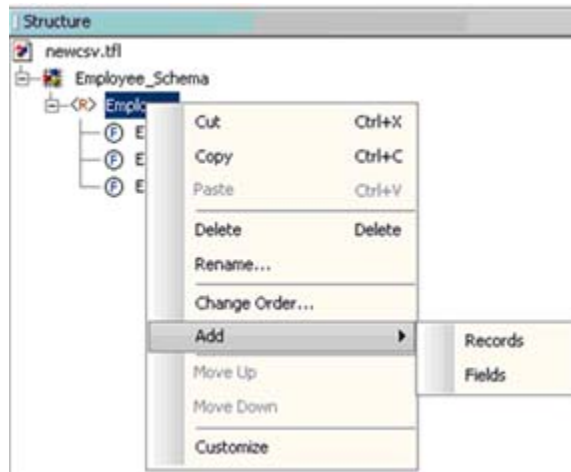 Structure
newcsv.tfl
Employee_Schema
<R> Emplo
F E
F E
F E
Cut Ctrl+X
Copy Ctrl+C
Paste Ctrl+V
Delete Delete
Rename...
Change Order...
Add
Records
Fields
Move Up
Move Down
Customize